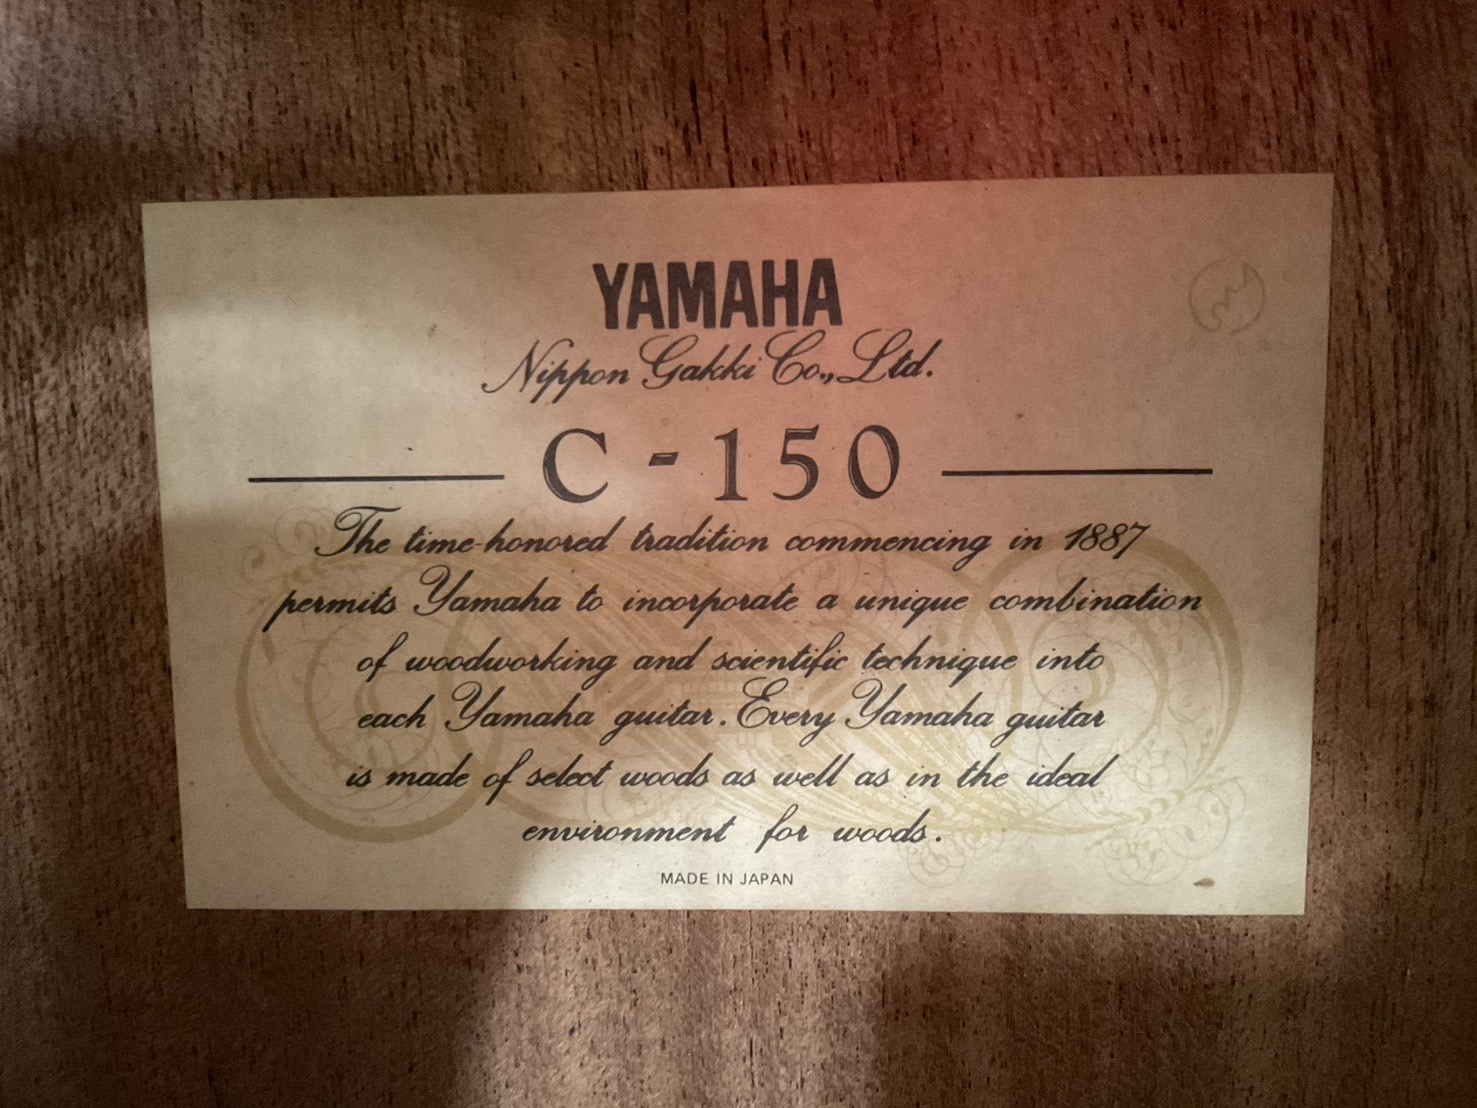 YAMAHA
Nippon Gakki Co., Ltd.
C - 150
The time-honored tradition commencing in 1887
permits Yamaha to incorporate a unique combination
of woodworking and scientific technique into
each Yamaha guitar. Every Yamaha guitar
is made of select woods as well as in the ideal
environment for woods.
MADE IN JAPAN